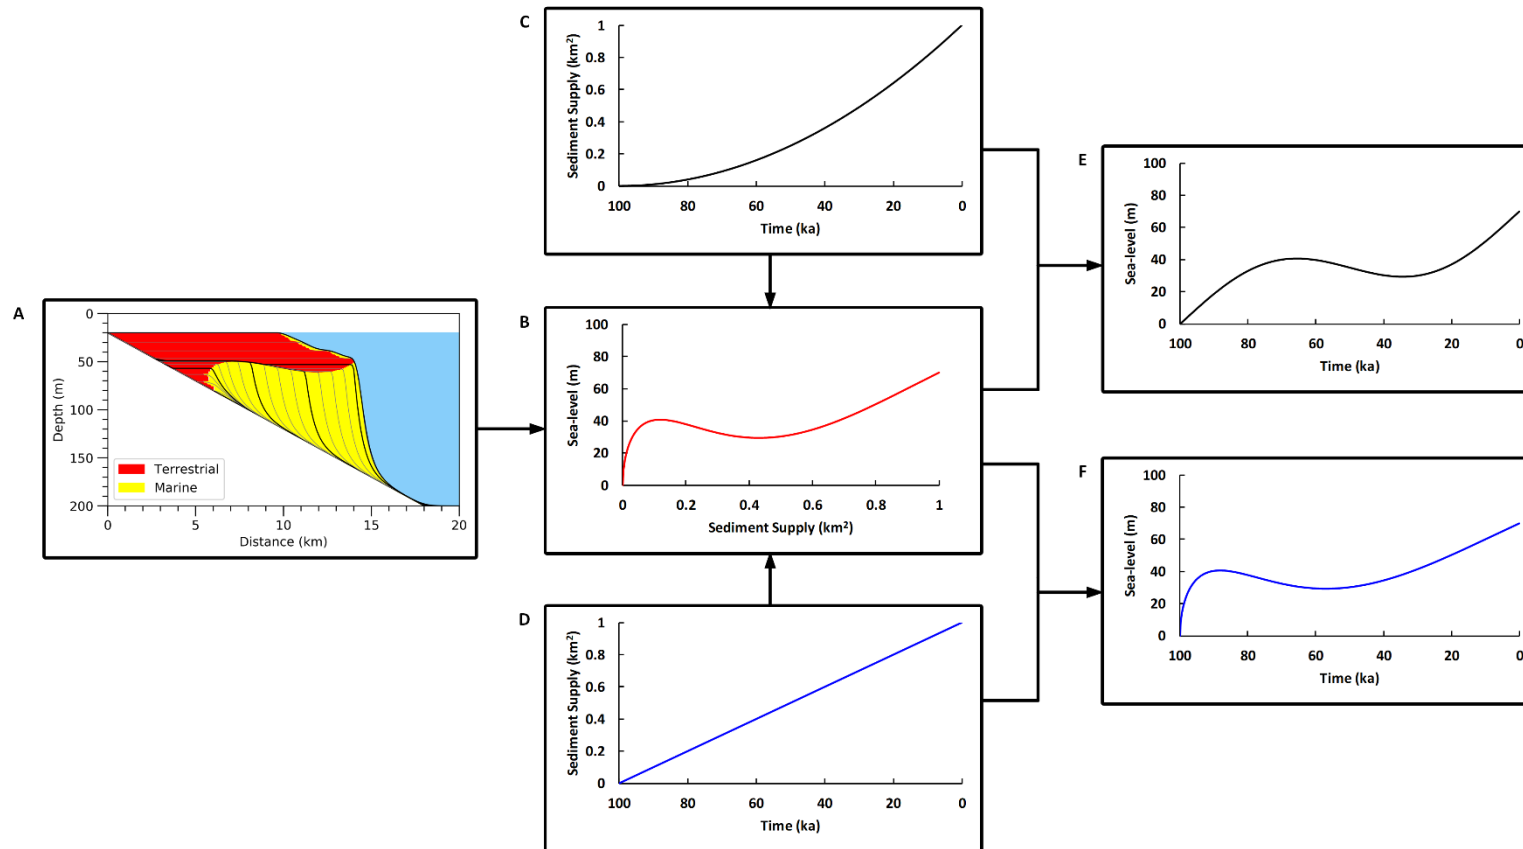 A
0
50
100
150
200
Depth (m)
Terrestrial
Marine
0 5 10 15 20
Distance (km)
C
1
0.8
0.6
0.4
0.2
0
Sediment Supply (km²)
100 80 60 40 20 0
Time (ka)
B
100
80
60
40
20
0
Sea-level (m)
0 0.2 0.4 0.6 0.8 1
Sediment Supply (km²)
D
1
0.8
0.6
0.4
0.2
0
Sediment Supply (km²)
100 80 60 40 20 0
Time (ka)
E
100
80
60
40
20
0
Sea-level (m)
100 80 60 40 20 0
Time (ka)
F
100
80
60
40
20
0
Sea-level (m)
100 80 60 40 20 0
Time (ka)